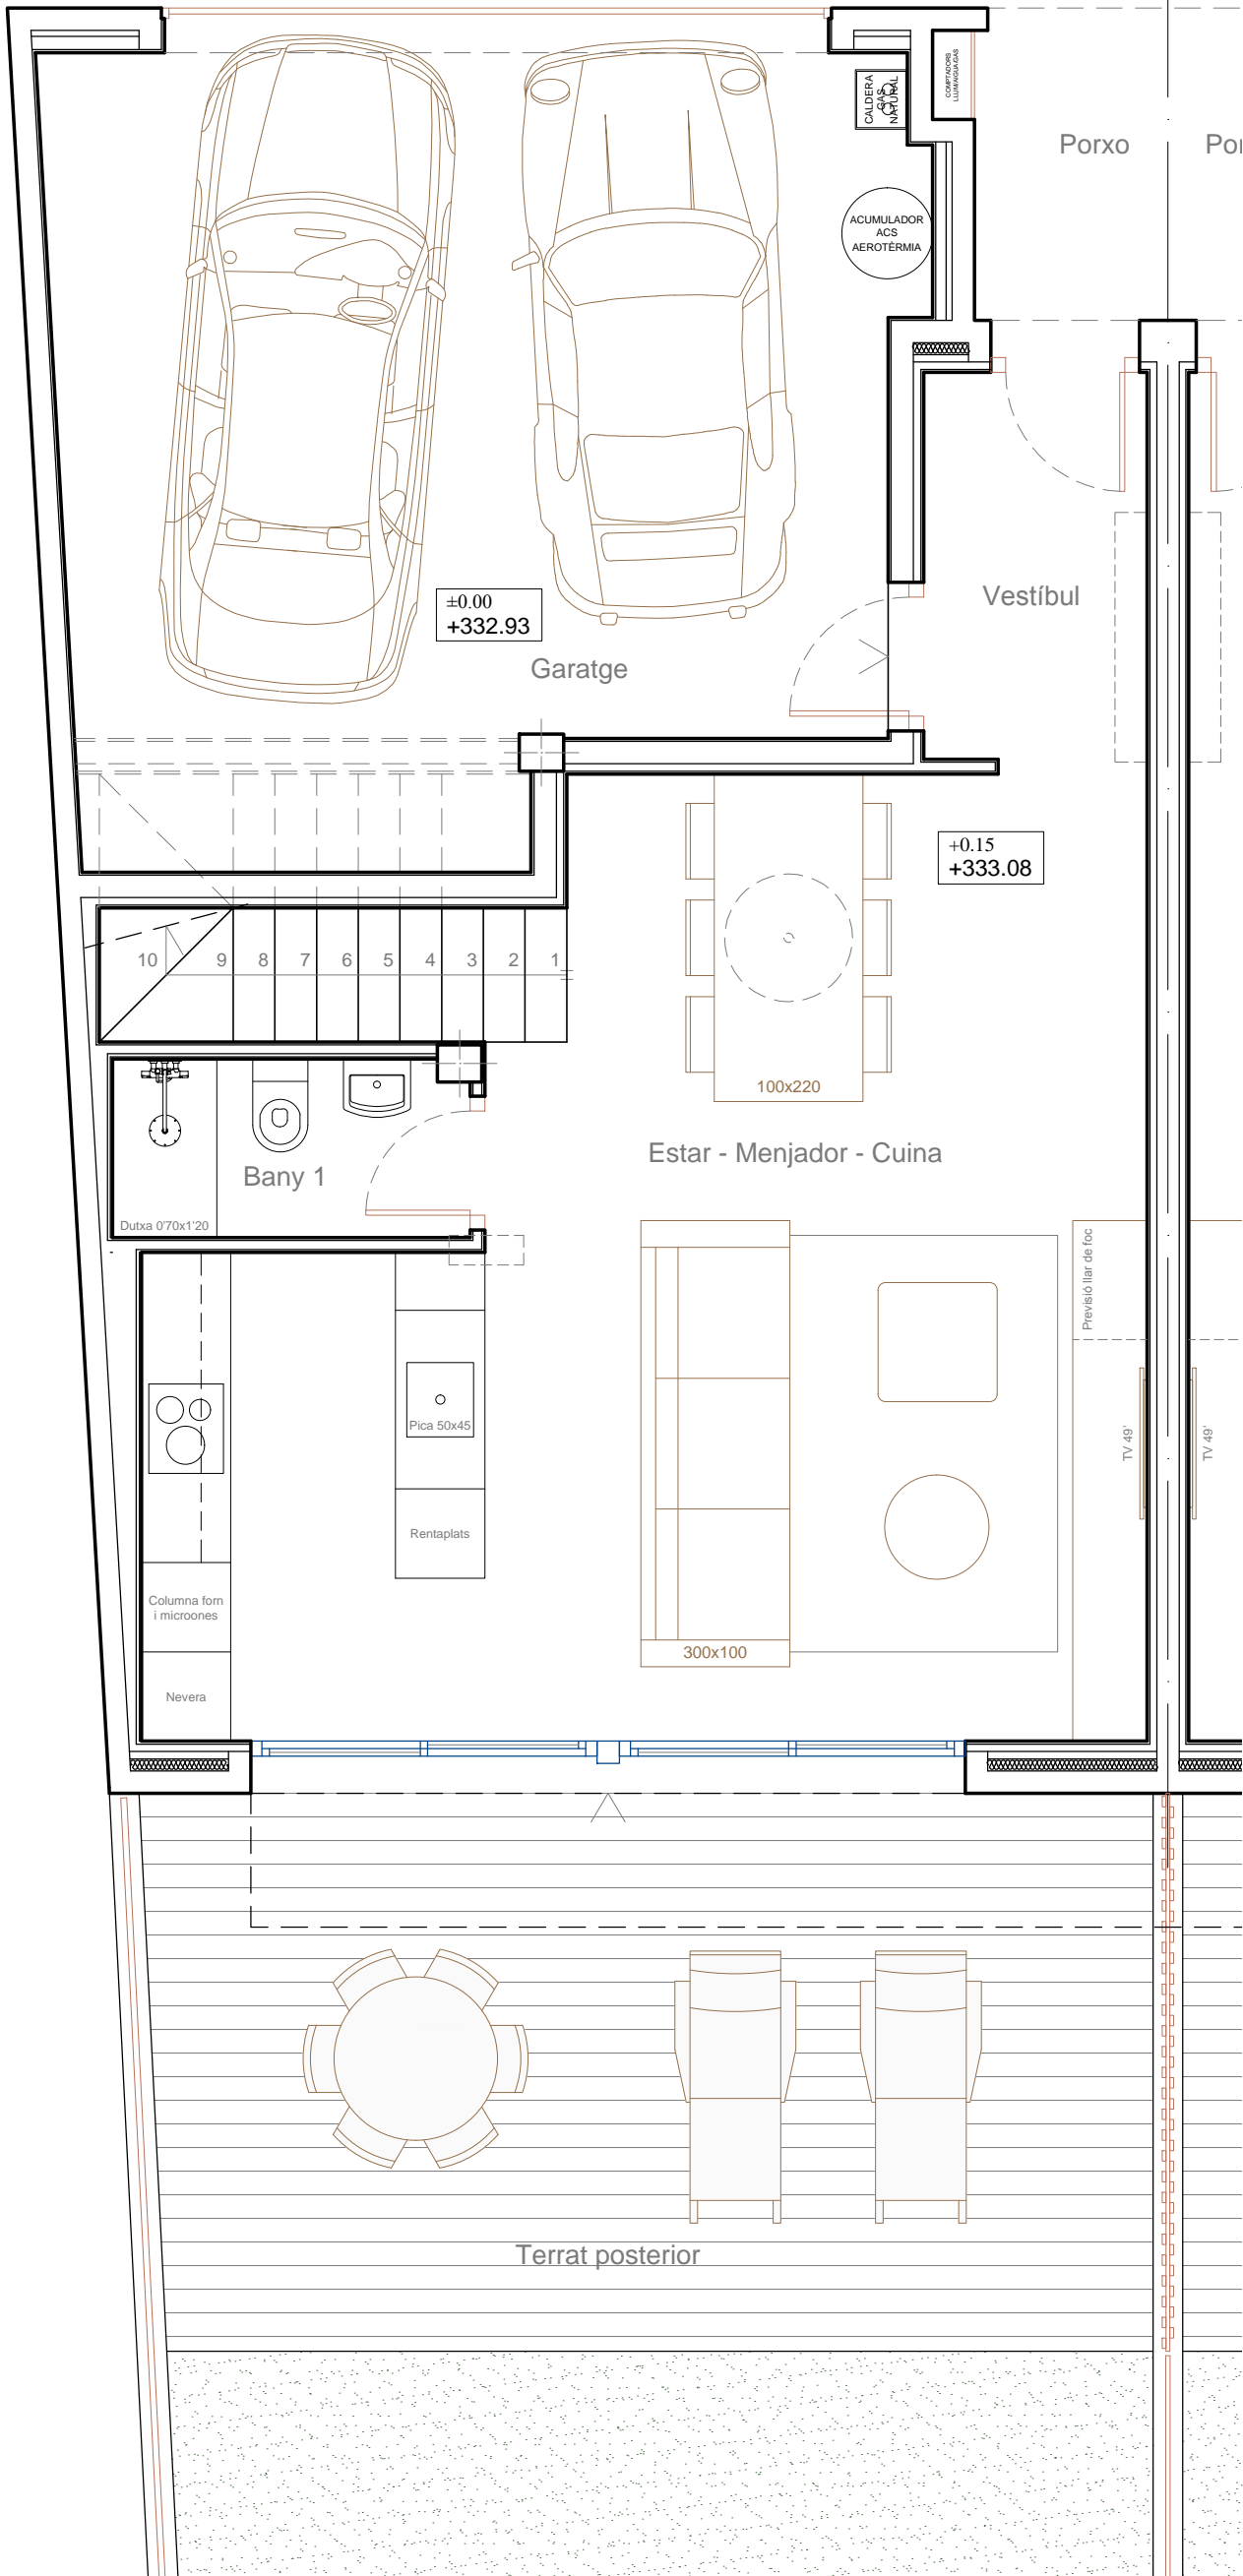 CALDERA
GAS
NATURAL
COMPTADORS
LLUM/AIGUA/GAS
Porxo
Por
ACUMULADOR
ACS
AEROTÈRMIA
Vestíbul
±0.00
+332.93
Garatge
+0.15
+333.08
10 9 8 7 6 5 4 3 2 1
100x220
Estar - Menjador - Cuina
Bany 1
Dutxa 0'70x1'20
Previsió llar de foc
Pica 50x45
TV 49'
TV 49'
Rentaplats
Columna forn
i microones
300x100
Nevera
Terrat posterior